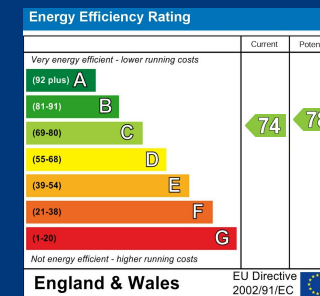 Energy Efficiency Rating
Current
Very energy efficient - lower running costs
(92 plus) A
(81-91) B
(69-80) C
74
(55-68) D
(39-54) E
(21-38) F
(1-20) G
Not energy efficient - higher running costs
England & Wales
EU Directive
2002/91/EC